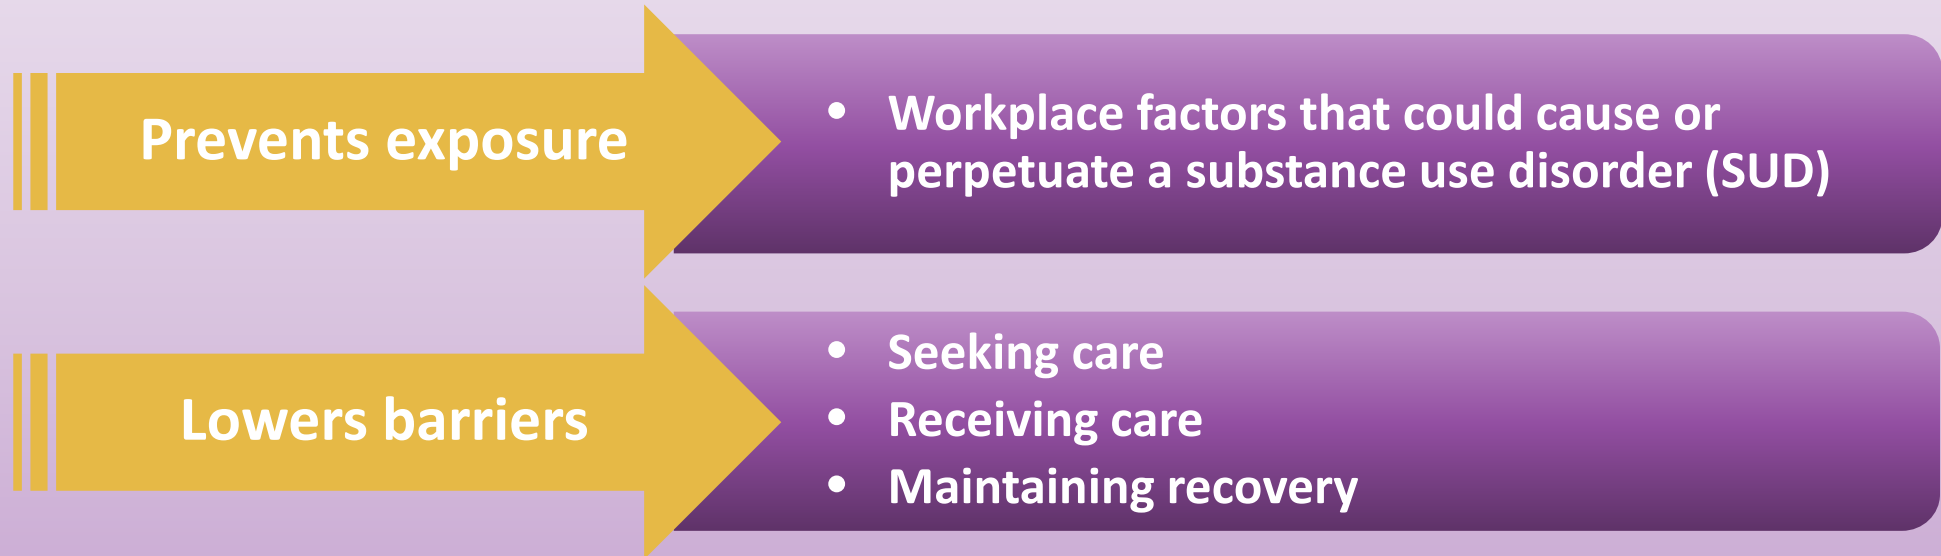 Prevents exposure
• Workplace factors that could cause or
perpetuate a substance use disorder (SUD)
Lowers barriers
• Seeking care
• Receiving care
• Maintaining recovery